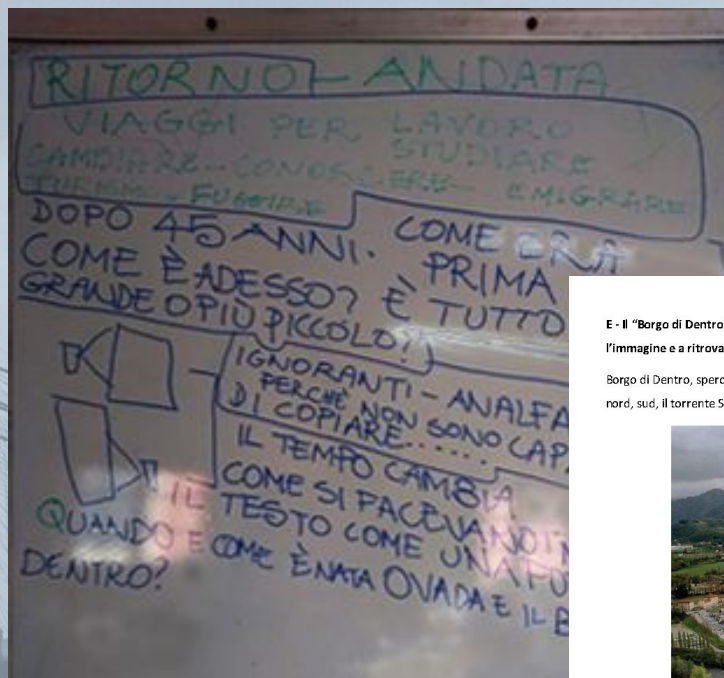 RITORNO - ANDATA
VIAGGI PER LAVORO
STUDIARE
CAMBIARE - CONOSCERE - EMIGRARE
FUGGIRE
DOPO 45 ANNI. COME ERA
PRIMA
COME È ADESSO? È TUTTO
GRANDE O PIÙ PICCOLO?
IGNORANTI - ANALFA
PERCHÈ NON SONO CAPA
DI COPIARE......
IL TEMPO CAMBIA
COME SI FACEVANO
IL TESTO COME UNA FU
QUANDO E COME È NATA OVADA E IL B
DENTRO?
E - Il "Borgo di Dentro
l'immagine e a ritrova
Borgo di Dentro, spero
nord, sud, il torrente S